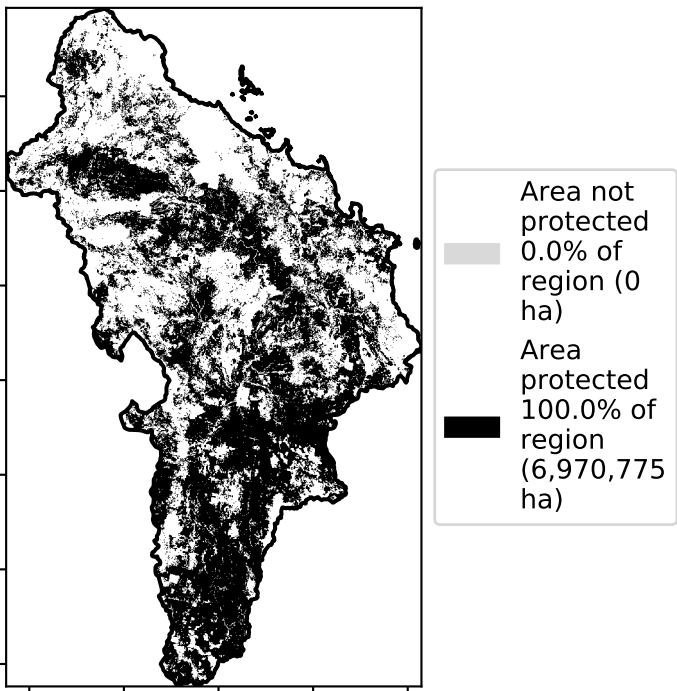 Area not
protected
0.0% of
region (0
ha)
Area
protected
100.0% of
region
(6,970,775
ha)